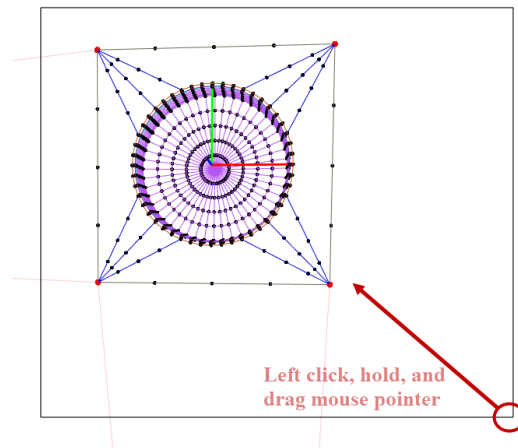 Left click, hold, and
drag mouse pointer